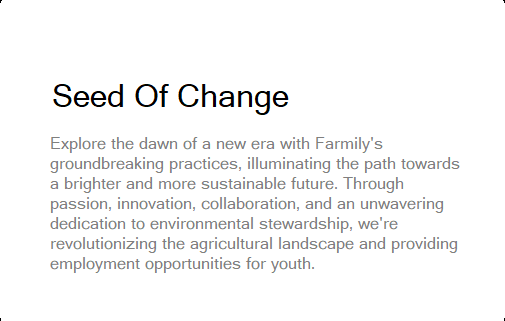 Seed Of Change
Explore the dawn of a new era with Farmily's
groundbreaking practices, illuminating the path towards
a brighter and more sustainable future. Through
passion, innovation, collaboration, and an unwavering
dedication to environmental stewardship, we're
revolutionizing the agricultural landscape and providing
employment opportunities for youth.